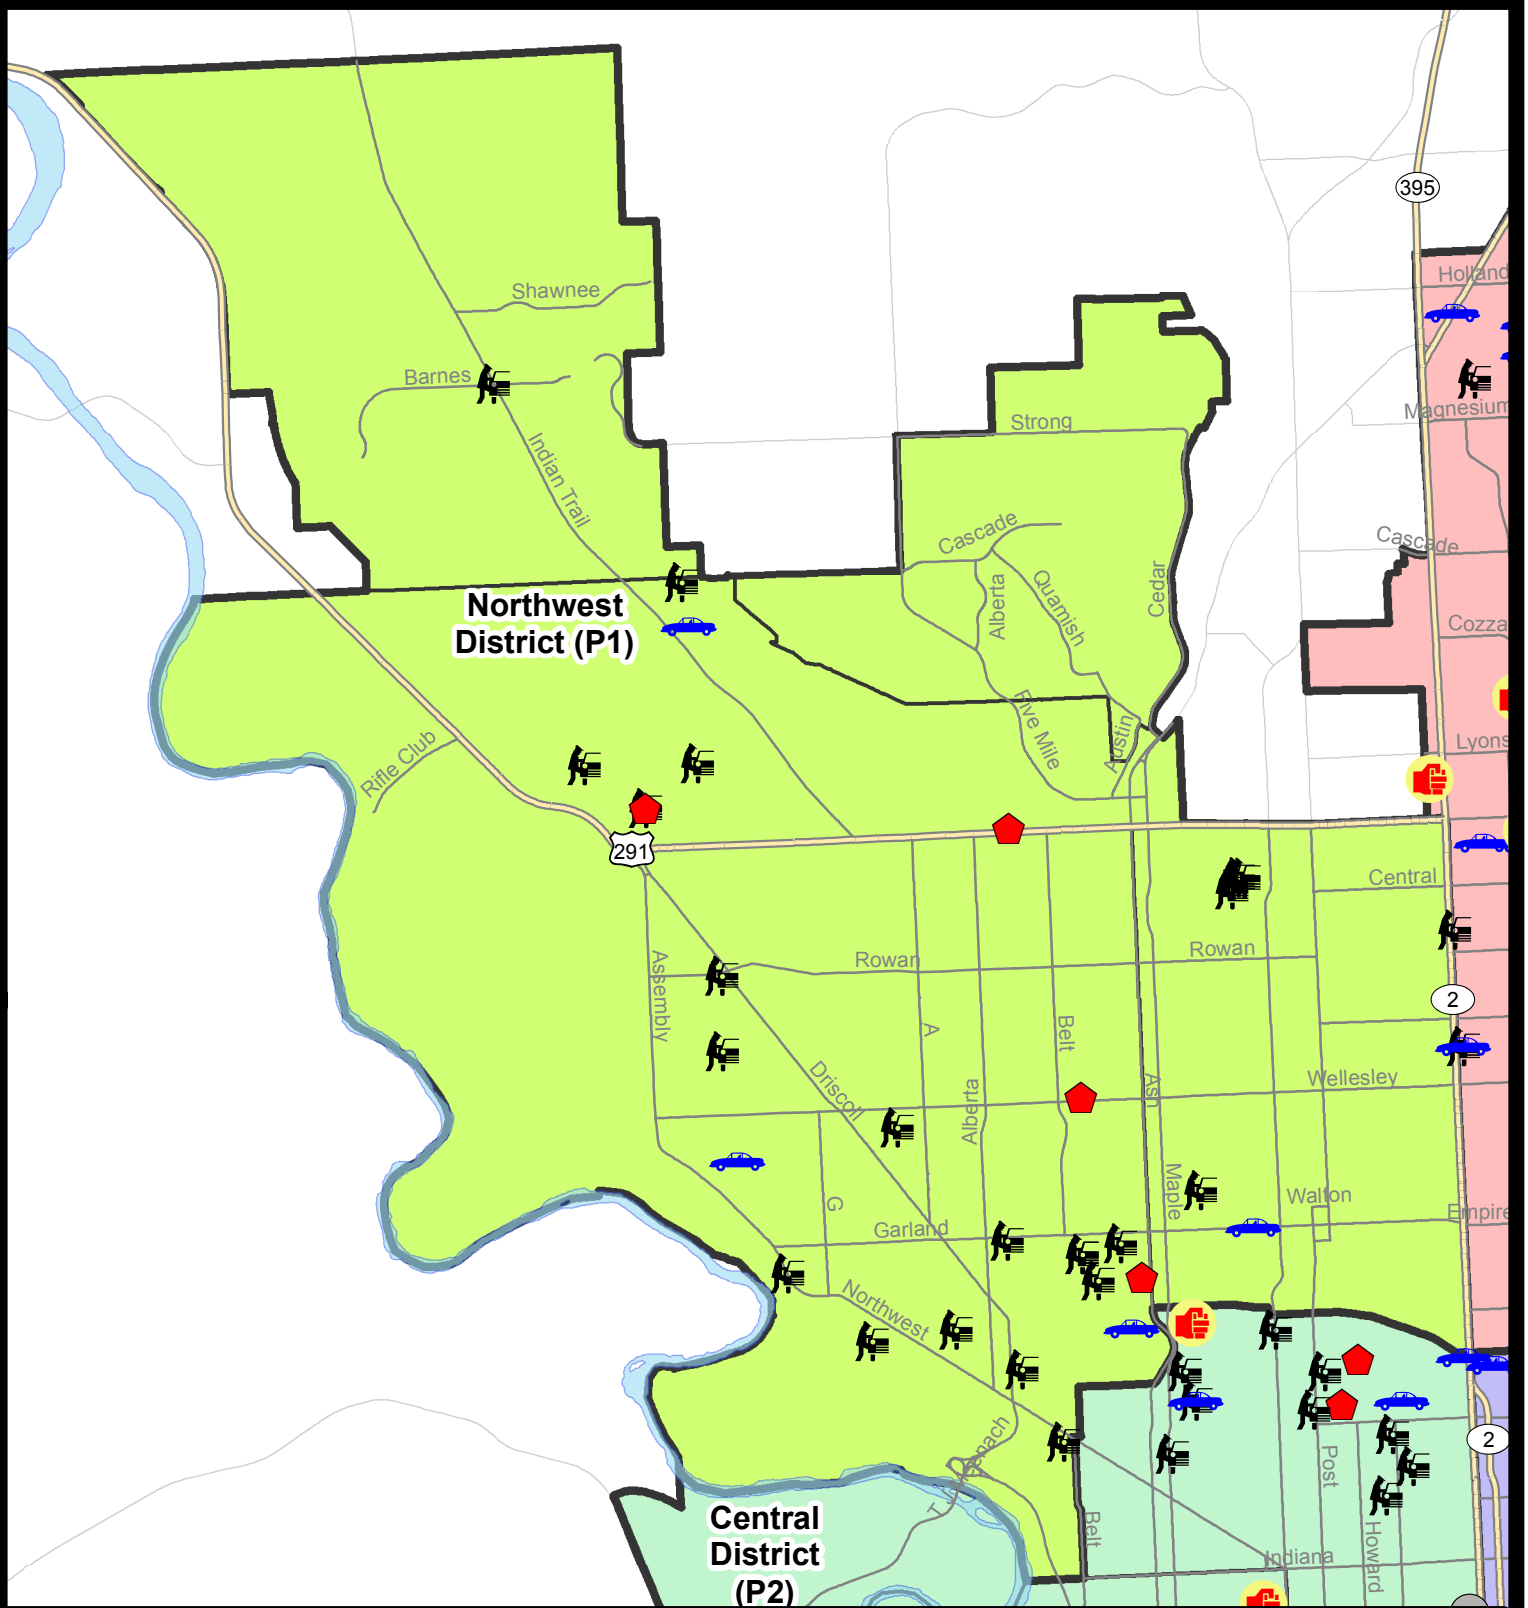 395
Holland
Shawnee
Barnes
Magnesium
Strong
Indian Trail
Cascade
Cascade
Alberta
Quamish
Cedar
Northwest
District (P1)
Cozza
Five Mile
Austin
Lyons
Rifle Club
291
Central
Rowan
Rowan
Assembly
2
A
Belt
Driscoll
Wellesley
Ash
Alberta
Maple
Walton
G
Garland
Empire
Northwest
2
Post
Central
District
(P2)
Belt
Howard
Indiana